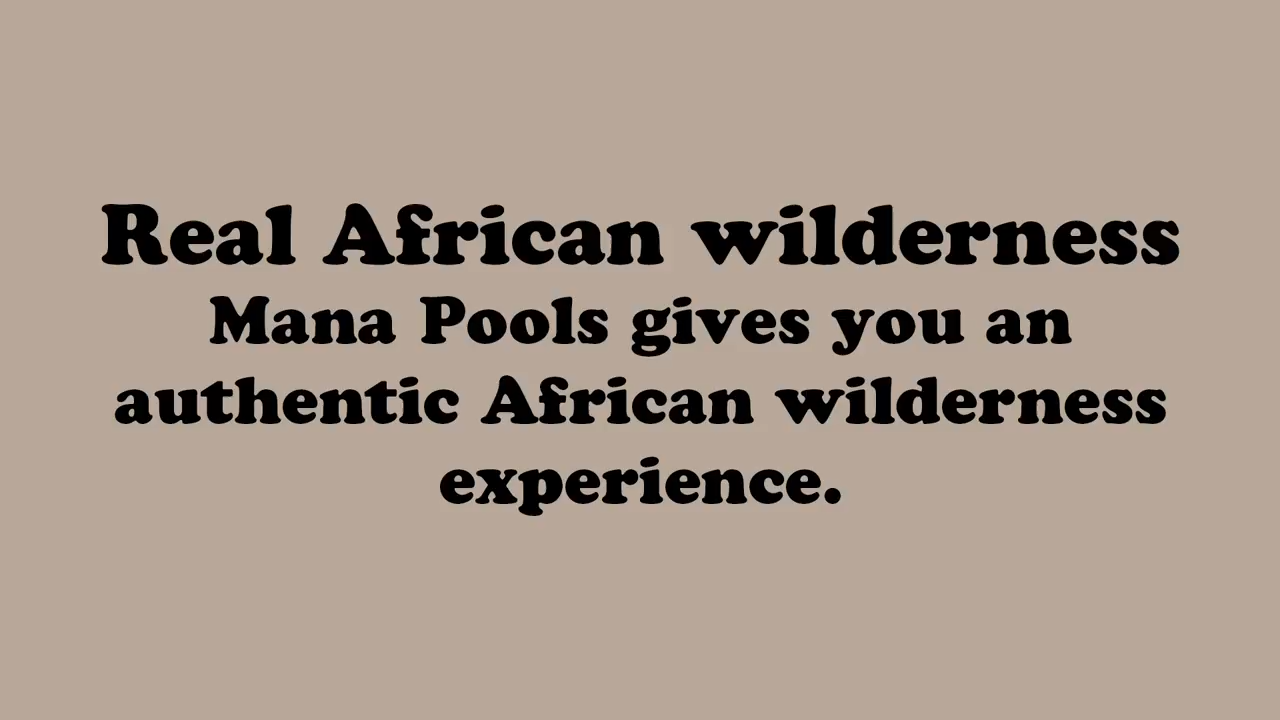 Real African wilderness
Mana Pools gives you an
authentic African wilderness
experience.